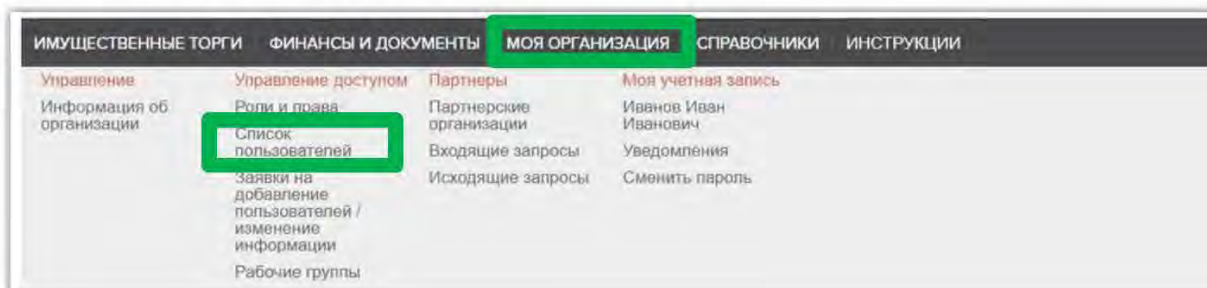 ИМУЩЕСТВЕННЫЕ ТОРГИ ФИНАНСЫ И ДОКУМЕНТЫ МОЯ ОРГАНИЗАЦИЯ СПРАВОЧНИКИ ИНСТРУКЦИИ
Управление
Информация об
организации
Управление доступом
Роли и права
Список
пользователей
Заявки на
добавление
пользователей /
изменение
информации
Рабочие группы
Партнеры
Партнерские
организации
Входящие запросы
Исходящие запросы
Моя учетная запись
Иванов Иван
Иванович
Уведомления
Сменить пароль